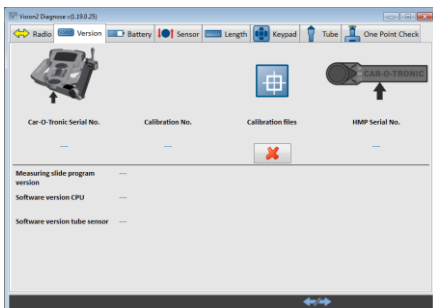 Vision2 Diagnose v(1.19.0.25)
Radio Version Battery Sensor Length Keypad Tube One Point Check
CAR-O-TRONIC
Car-O-Tronic Serial No. Calibration No. Calibration files HMP Serial No.
--- --- ---
Measuring slide program ---
version
Software version CPU ---
Software version tube sensor ---